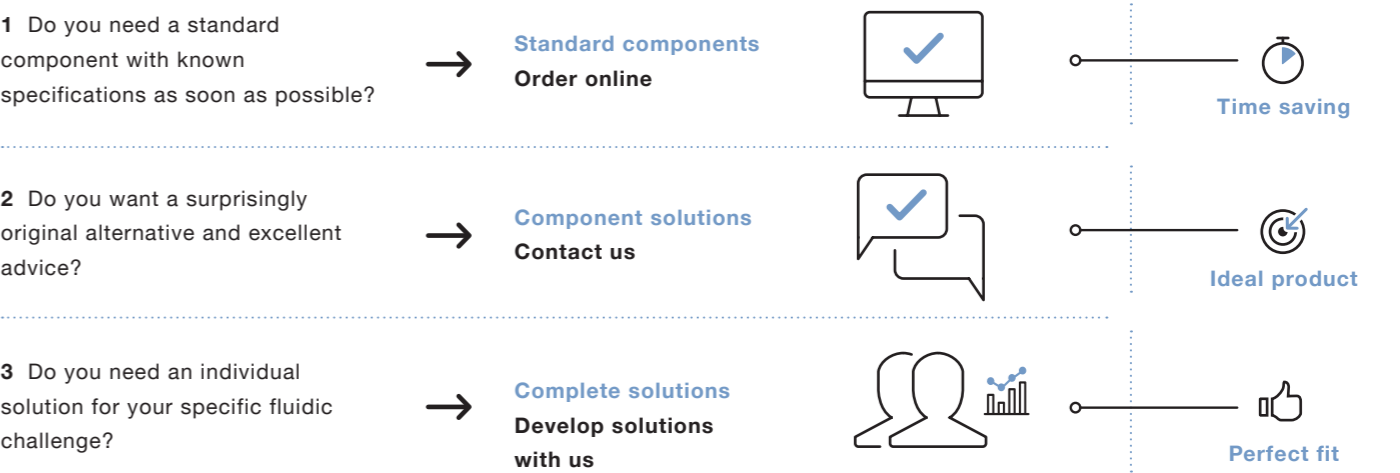 1 Do you need a standard
component with known
specifications as soon as possible?
Standard components
Order online
Time saving
2 Do you want a surprisingly
original alternative and excellent
advice?
Component solutions
Contact us
Ideal product
3 Do you need an individual
solution for your specific fluidic
challenge?
Complete solutions
Develop solutions
with us
Perfect fit